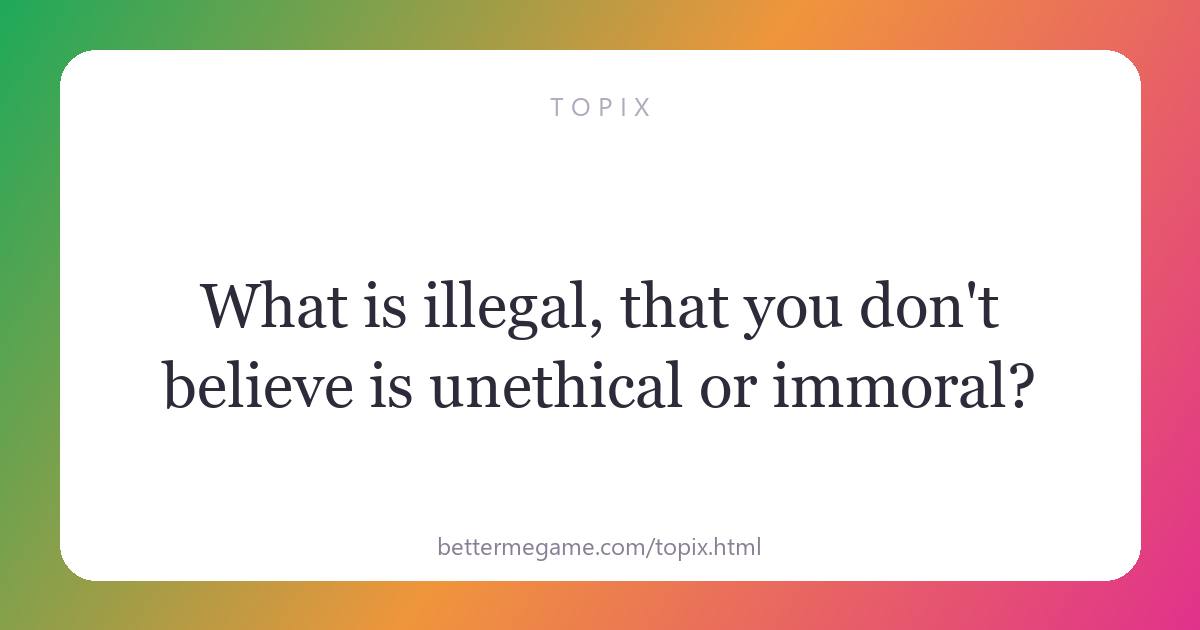 TOPIX
What is illegal, that you don't
believe is unethical or immoral?
bettermegame.com/topix.html